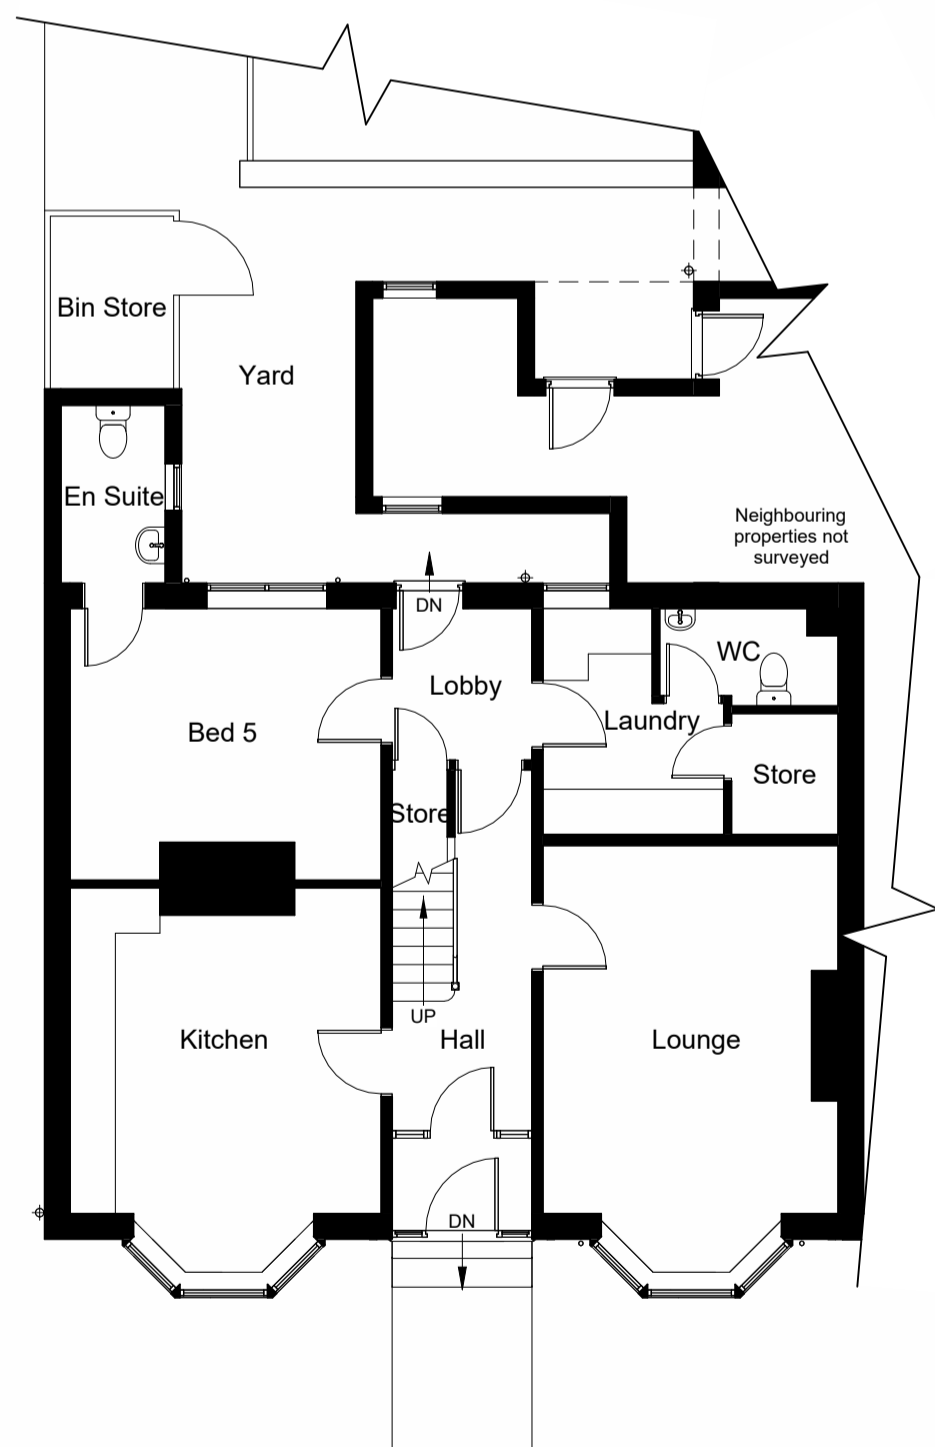 Bin Store
Yard
En Suite
Neighbouring
properties not
surveyed
DN
WC
Lobby
Laundry
Bed 5
Store
Store
UP
Kitchen
Hall
Lounge
DN